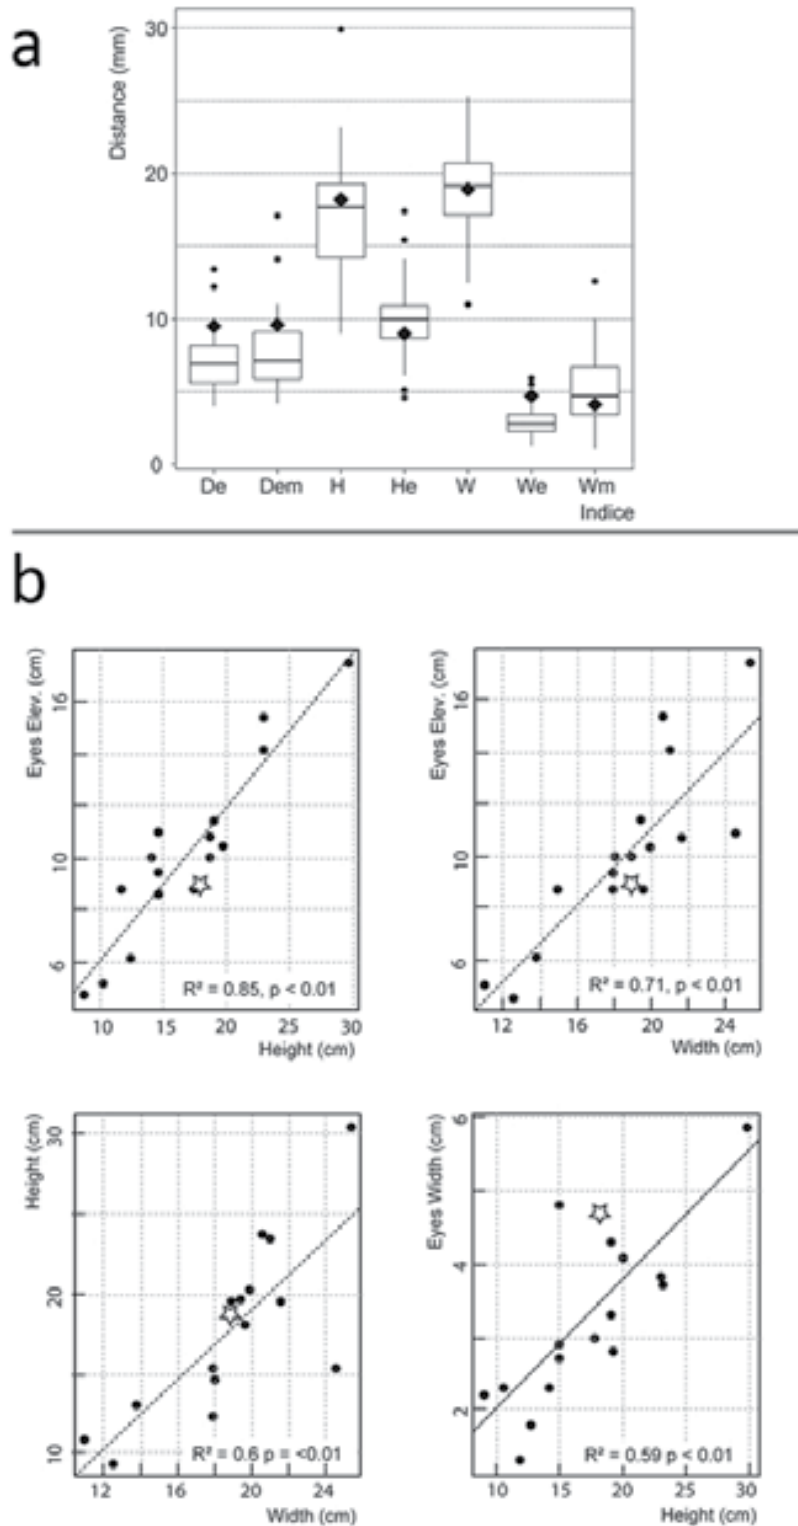 a
Distance (mm)
30
20
10
0
De Dem H He W We Wm
Indice
b
Eyes Elev. (cm)
16
10
6
R² = 0.85, p < 0.01
10 15 20 25 30
Height (cm)
Eyes Elev. (cm)
16
10
6
R² = 0.71, p < 0.01
12 16 20 24
Width (cm)
Height (cm)
30
20
10
R² = 0.6 p = <0.01
12 16 20 24
Width (cm)
Eyes Width (cm)
6
4
2
R² = 0.59 p < 0.01
10 15 20 25 30
Height (cm)